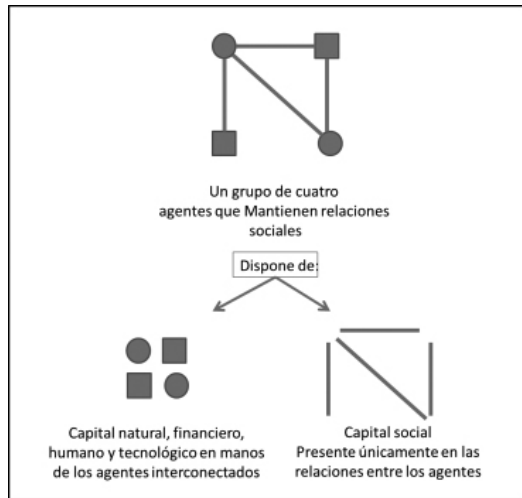 Un grupo de cuatro
agentes que Mantienen relaciones
sociales
Dispone de:
Capital natural, financiero,
humano y tecnológico en manos
de los agentes interconectados
Capital social
Presente únicamente en las
relaciones entre los agentes